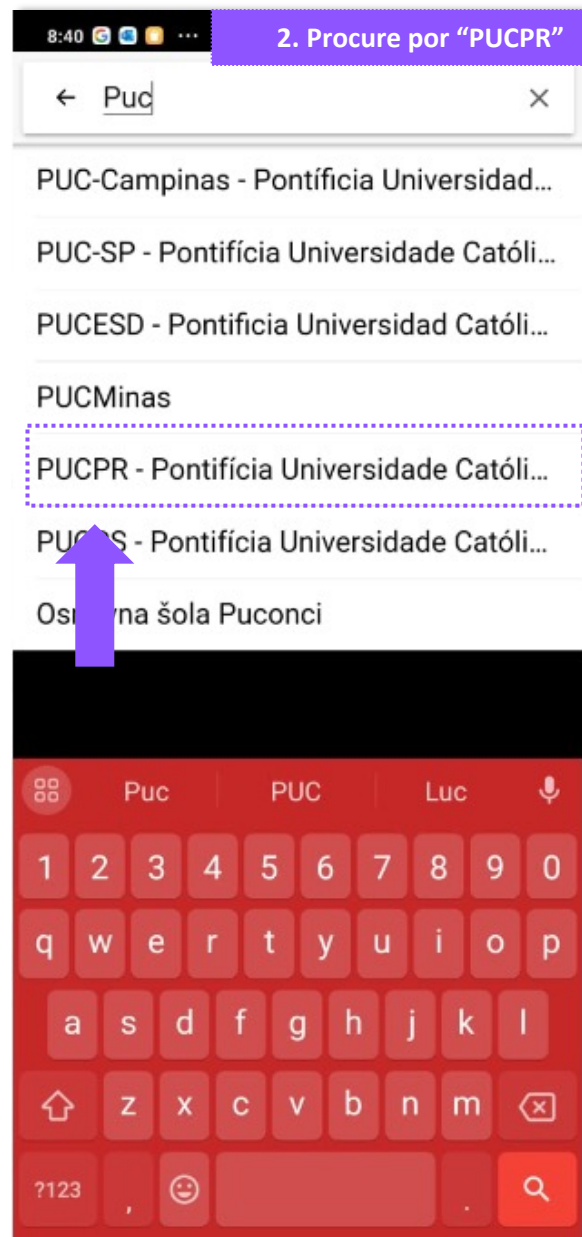 8:40
2. Procure por “PUCPR”
Puc
PUC-Campinas - Pontifícia Universidad...
PUC-SP - Pontifícia Universidade Católi...
PUCESD - Pontificia Universidad Católi...
PUCMinas
PUCPR - Pontifícia Universidade Católi...
- Pontifícia Universidade Católi...
šola Puconci
Puc PUC Luc
1 2 3 4 5 6 7 8 9 0
q w e r t y u i o p
a s d f g h j k l
z x c v b n m
?123 , .